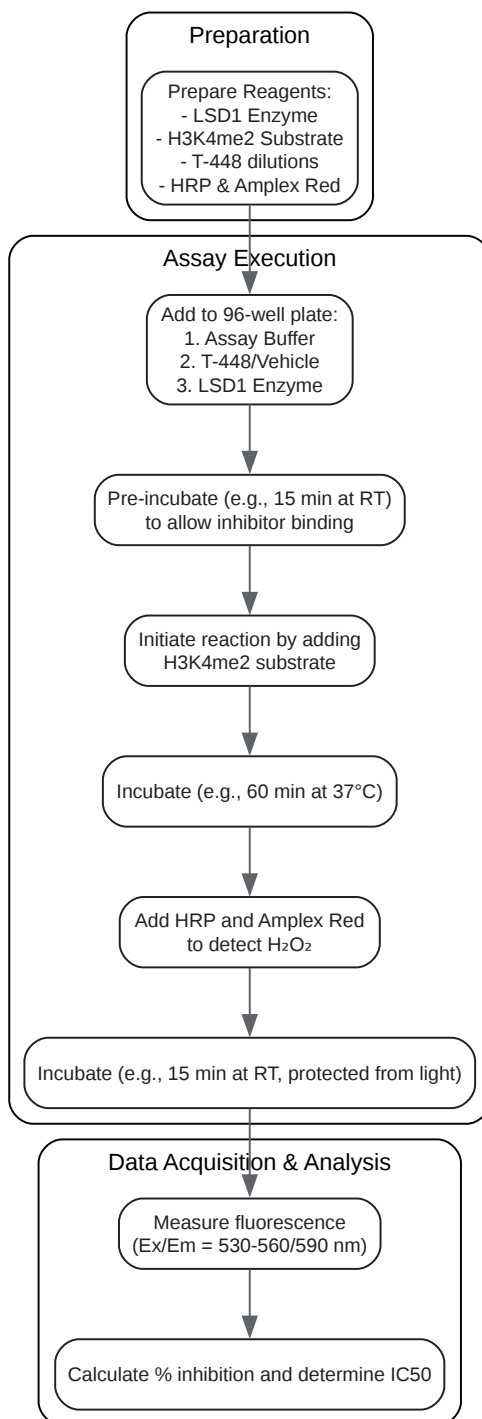 Preparation
Prepare Reagents:
- LSD1 Enzyme
- H3K4me2 Substrate
- T-448 dilutions
- HRP & Amplex Red
Assay Execution
Add to 96-well plate:
1. Assay Buffer
2. T-448/Vehicle
3. LSD1 Enzyme
Pre-incubate (e.g., 15 min at RT)
to allow inhibitor binding
Initiate reaction by adding
H3K4me2 substrate
Incubate (e.g., 60 min at 37°C)
Add HRP and Amplex Red
to detect H₂O₂
Incubate (e.g., 15 min at RT, protected from light)
Data Acquisition & Analysis
Measure fluorescence
(Ex/Em = 530-560/590 nm)
Calculate % inhibition and determine IC50